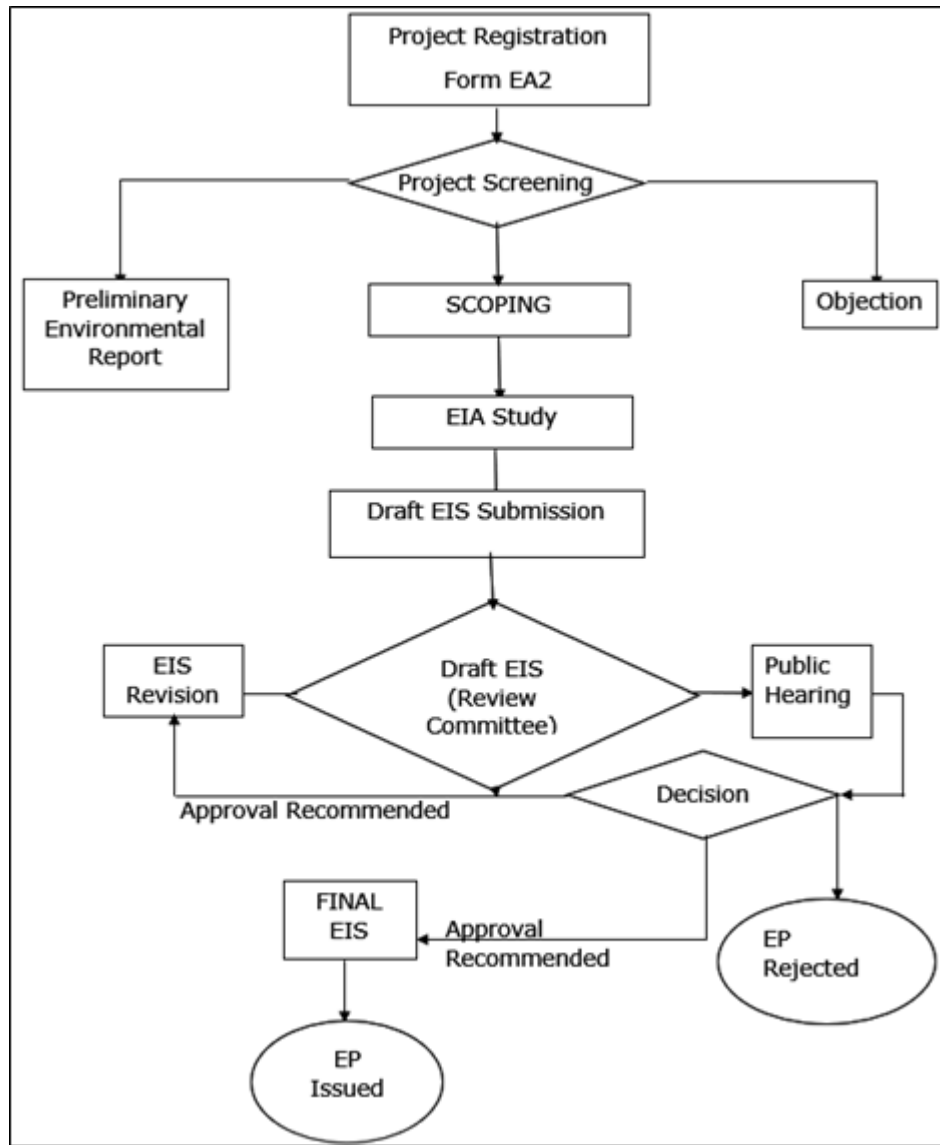 Project Registration
Form EA2
Project Screening
Preliminary
Environmental
Report
SCOPING
Objection
EIA Study
Draft EIS Submission
EIS
Revision
Draft EIS
(Review
Committee)
Public
Hearing
Approval Recommended
Decision
FINAL
EIS
Approval
Recommended
EP
Rejected
EP
Issued